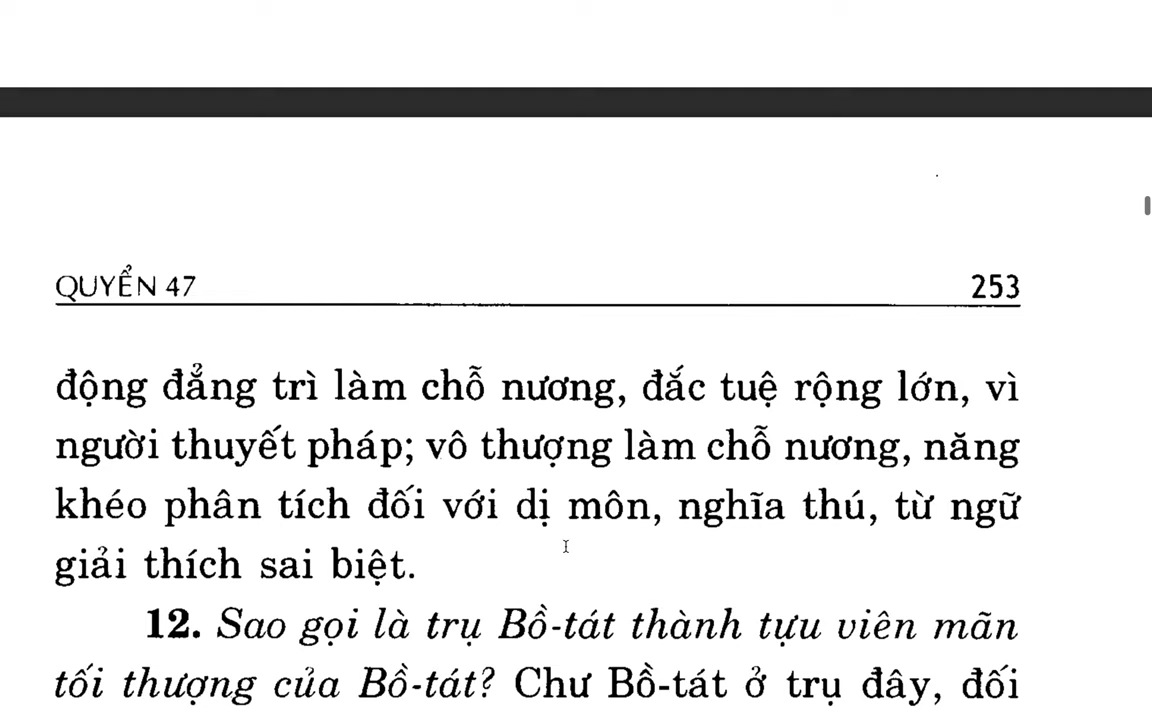 QUYỂN 47 253
động đẳng trì làm chỗ nương, đắc tuệ rộng lớn, vì
người thuyết pháp; vô thượng làm chỗ nương, năng
khéo phân tích đối với dị môn, nghĩa thú, từ ngữ
giải thích sai biệt.
12. Sao gọi là trụ Bồ-tát thành tựu viên mãn
tối thượng của Bồ-tát? Chư Bồ-tát ở trụ đây, đối